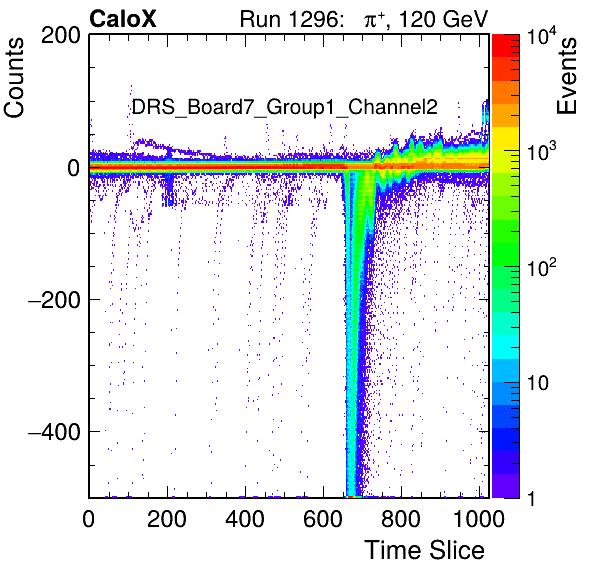 CaloX Run 1296: π⁺, 120 GeV
Counts
Events
DRS_Board7_Group1_Channel2
200
0
−200
−400
0 200 400 600 800 1000
Time Slice
10⁴
10³
10²
10
1